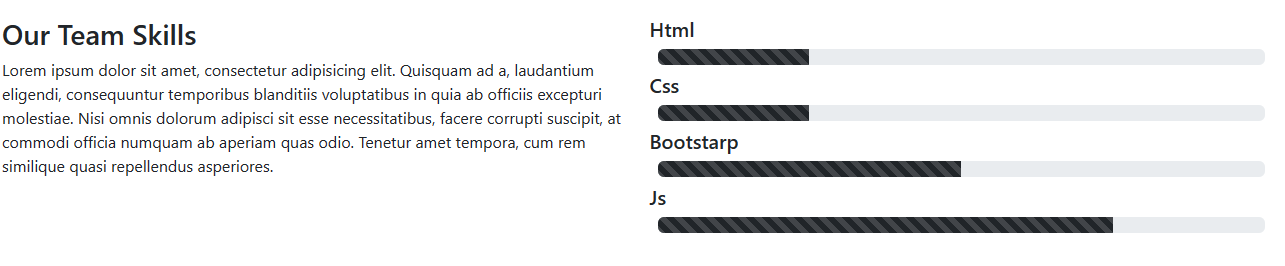 Our Team Skills
Lorem ipsum dolor sit amet, consectetur adipisicing elit. Quisquam ad a, laudantium
eligendi, consequuntur temporibus blanditiis voluptatibus in quia ab officiis excepturi
molestiae. Nisi omnis dolorum adipisci sit esse necessitatibus, facere corrupti suscipit, at
commodi officia numquam ab aperiam quas odio. Tenetur amet tempora, cum rem
similique quasi repellendus asperiores.
Html
Css
Bootstarp
Js